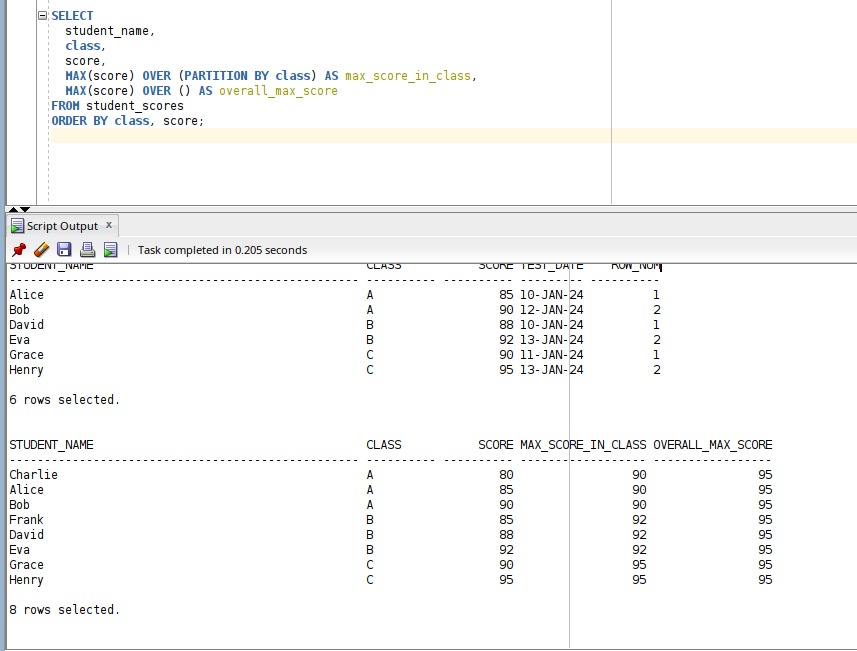 SELECT
student_name,
class,
score,
MAX(score) OVER (PARTITION BY class) AS max_score_in_class,
MAX(score) OVER () AS overall_max_score
FROM student_scores
ORDER BY class, score;
Script Output x
Task completed in 0.205 seconds
STUDENT_NAME CLASS SCORE TEST_DATE ROW_NUM
------------------------------------------------- ---------- ---------- --------- ----------
Alice A 85 10-JAN-24 1
Bob A 90 12-JAN-24 2
David B 88 10-JAN-24 1
Eva B 92 13-JAN-24 2
Grace C 90 11-JAN-24 1
Henry C 95 13-JAN-24 2
6 rows selected.
STUDENT_NAME CLASS SCORE MAX_SCORE_IN_CLASS OVERALL_MAX_SCORE
-------------------------------------------------- ---------- ---------- ------------------ -----------------
Charlie A 80 90 95
Alice A 85 90 95
Bob A 90 90 95
Frank B 85 92 95
David B 88 92 95
Eva B 92 92 95
Grace C 90 95 95
Henry C 95 95 95
8 rows selected.